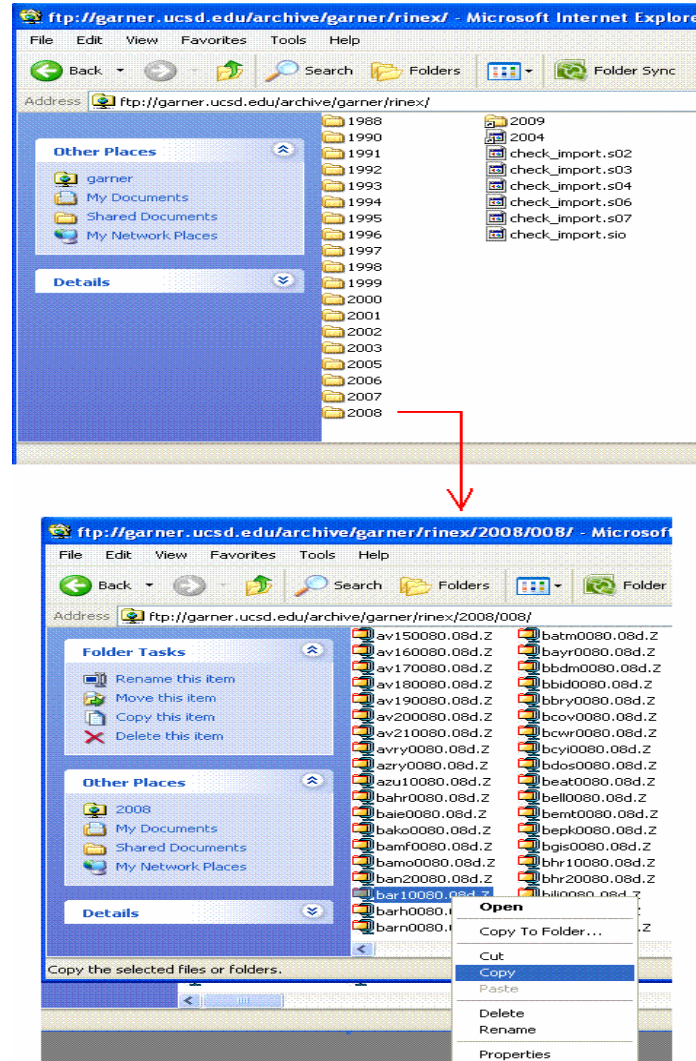 ftp://garner.ucsd.edu/archive/garner/rinex/ - Microsoft Internet Explore
File Edit View Favorites Tools Help
Back Search Folders Folder Sync
Address ftp://garner.ucsd.edu/archive/garner/rinex/
Other Places
garner
My Documents
Shared Documents
My Network Places
Details
1988
1990
1991
1992
1993
1994
1995
1996
1997
1998
1999
2000
2001
2002
2003
2005
2006
2007
2008
2009
2004
check_import.s02
check_import.s03
check_import.s04
check_import.s06
check_import.s07
check_import.sio
ftp://garner.ucsd.edu/archive/garner/rinex/2008/008/ - Microsoft
File Edit View Favorites Tools Help
Back Search Folders Folder
Address ftp://garner.ucsd.edu/archive/garner/rinex/2008/008/
Folder Tasks
Rename this item
Move this item
Copy this item
Delete this item
Other Places
2008
My Documents
Shared Documents
My Network Places
Details
av150080.08d.Z
av160080.08d.Z
av170080.08d.Z
av180080.08d.Z
av190080.08d.Z
av200080.08d.Z
av210080.08d.Z
avry0080.08d.Z
azry0080.08d.Z
azu10080.08d.Z
bahr0080.08d.Z
baie0080.08d.Z
bako0080.08d.Z
bamf0080.08d.Z
bamo0080.08d.Z
ban20080.08d.Z
bar10080.08d.Z
barh0080.
barn0080.
batm0080.08d.Z
bayr0080.08d.Z
bbdm0080.08d.Z
bbid0080.08d.Z
bbry0080.08d.Z
bcov0080.08d.Z
bcwr0080.08d.Z
bcyi0080.08d.Z
bdos0080.08d.Z
beat0080.08d.Z
bell0080.08d.Z
bemt0080.08d.Z
bepk0080.08d.Z
bgis0080.08d.Z
bhr10080.08d.Z
bhr20080.08d.Z
Open
Copy To Folder...
Cut
Copy
Paste
Delete
Rename
Properties
Copy the selected files or folders.